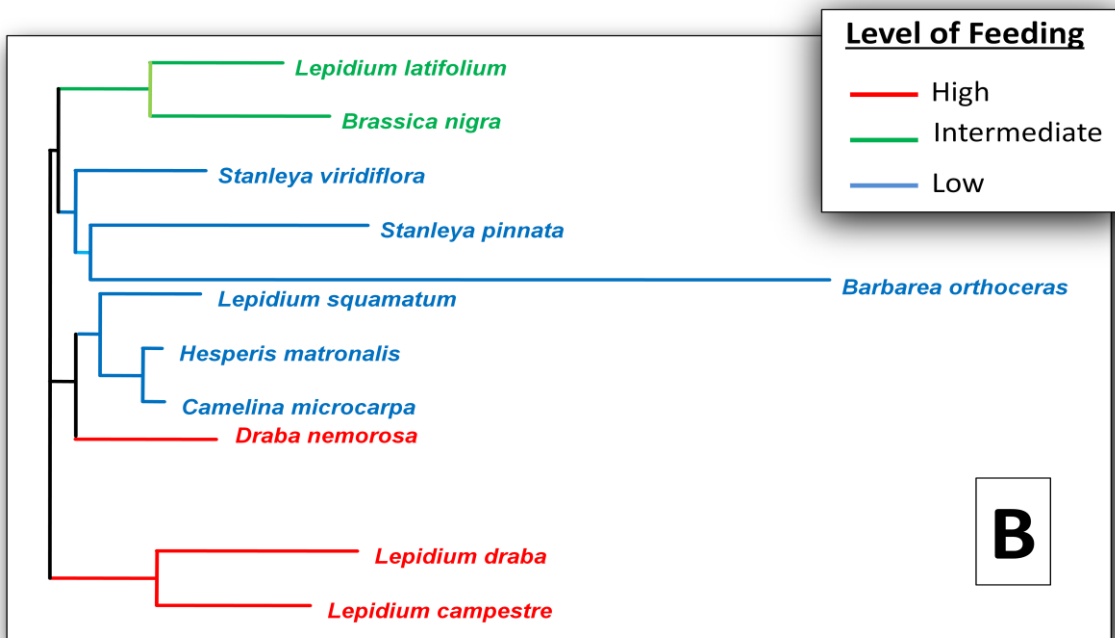 Level of Feeding
High
Intermediate
Low
Lepidium latifolium
Brassica nigra
Stanleya viridiflora
Stanleya pinnata
Barbarea orthoceras
Lepidium squamatum
Hesperis matronalis
Camelina microcarpa
Draba nemorosa
Lepidium draba
Lepidium campestre
B